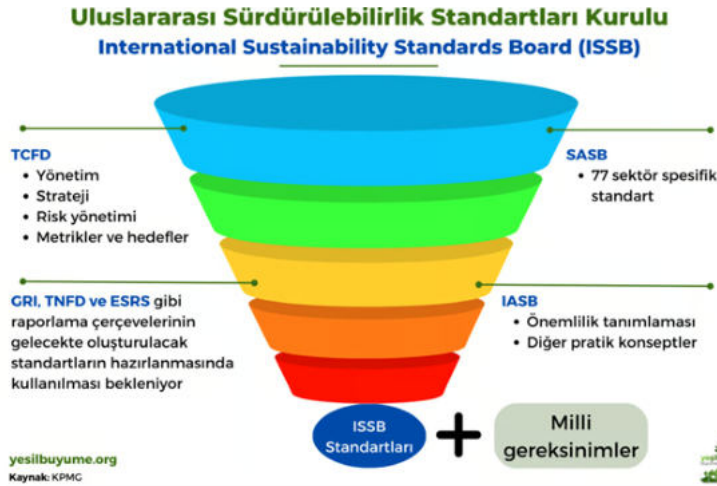 Uluslararası Sürdürülebilirlik Standartları Kurulu
International Sustainability Standards Board (ISSB)
TCFD
• Yönetim
• Strateji
• Risk yönetimi
• Metrikler ve hedefler
SASB
• 77 sektör spesifik
standart
GRI, TNFD ve ESRS gibi
raporlama çerçevelerinin
gelecekte oluşturulacak
standartların hazırlanmasında
kullanılması bekleniyor
IASB
• Önemlilik tanımlaması
• Diğer pratik konseptler
ISSB
Standartları
+
Milli
gereksinimler
yesilbuyume.org
Kaynak: KPMG